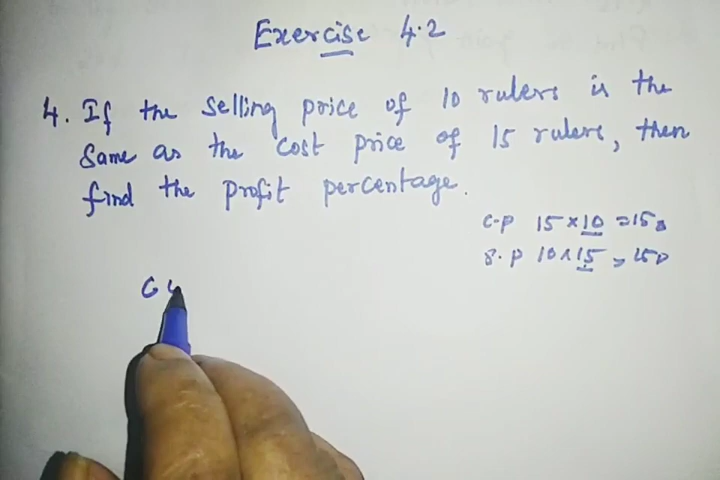 Exercise 4.2
4. If the selling price of 10 rulers is the
same as the cost price of 15 rulers, then
find the profit percentage.
C.P 15 × 10 = 150
S.P 10 × 15 = 150
G